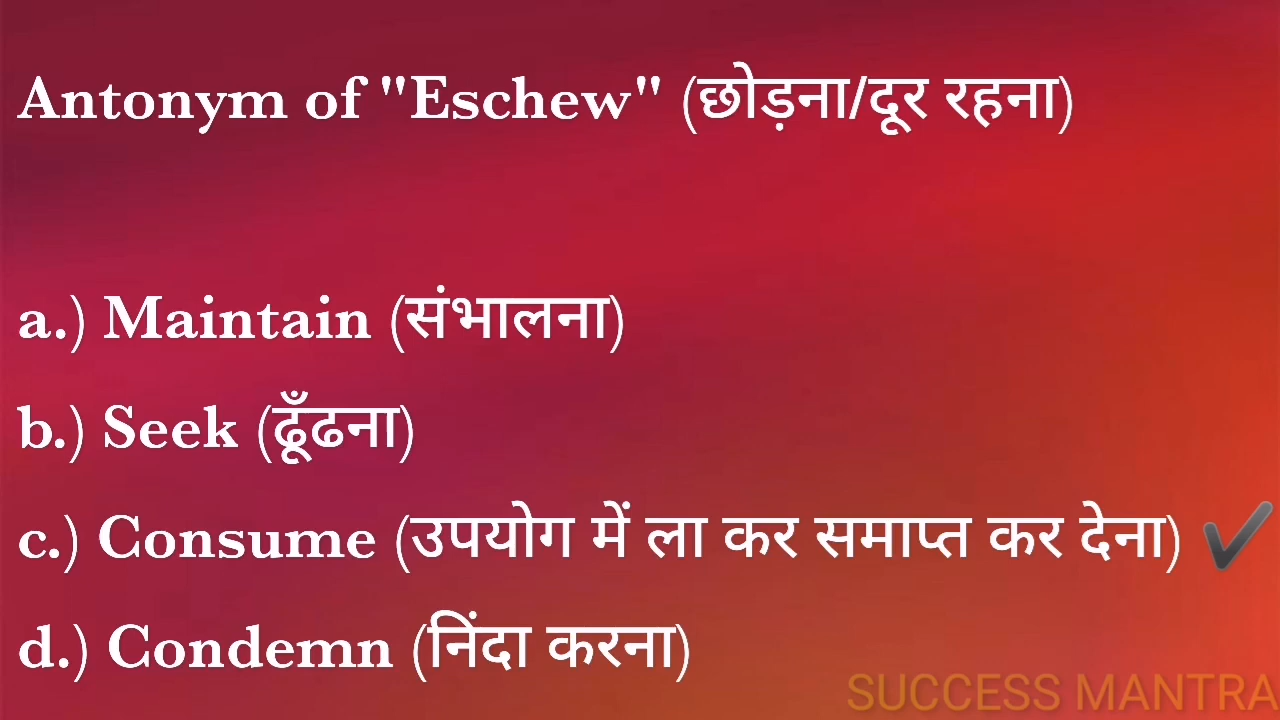 Antonym of "Eschew" (छोड़ना/दूर रहना)
a.) Maintain (संभालना)
b.) Seek (ढूँढना)
c.) Consume (उपयोग में ला कर समाप्त कर देना) ✔
d.) Condemn (निंदा करना)
SUCCESS MANTRA